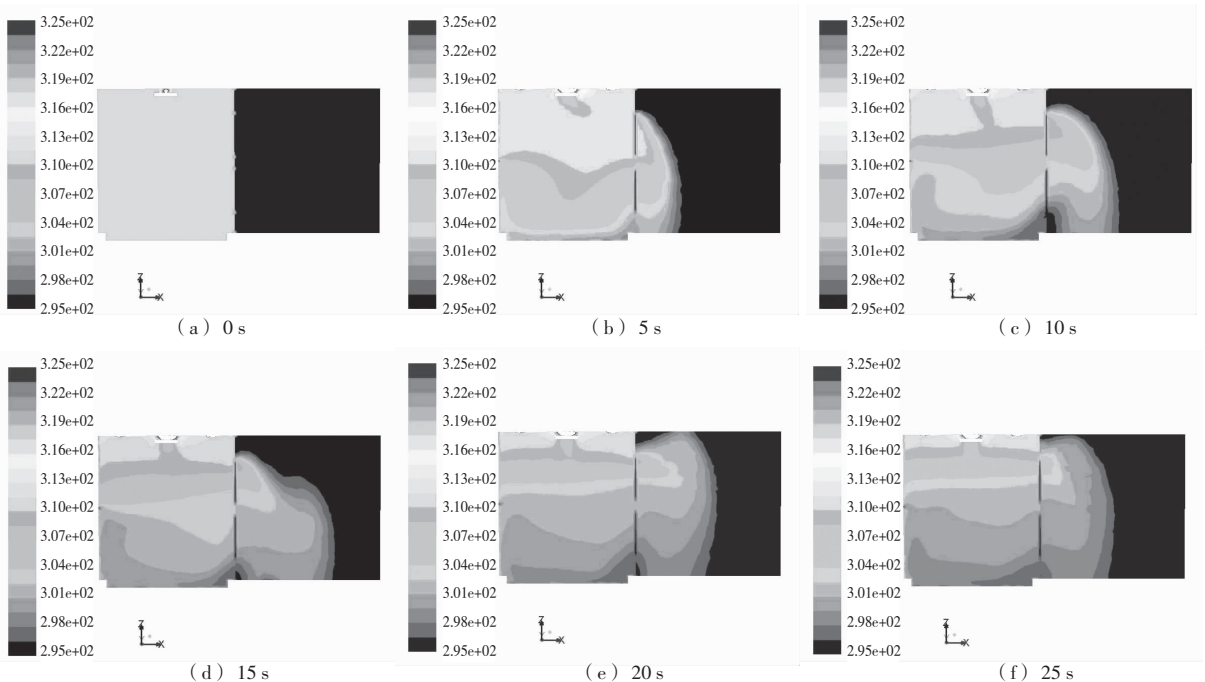 3.25e+02
3.22e+02
3.19e+02
3.16e+02
3.13e+02
3.10e+02
3.07e+02
3.04e+02
3.01e+02
2.98e+02
2.95e+02
Z
X
（a）0 s
3.25e+02
3.22e+02
3.19e+02
3.16e+02
3.13e+02
3.10e+02
3.07e+02
3.04e+02
3.01e+02
2.98e+02
2.95e+02
Z
X
（b）5 s
3.25e+02
3.22e+02
3.19e+02
3.16e+02
3.13e+02
3.10e+02
3.07e+02
3.04e+02
3.01e+02
2.98e+02
2.95e+02
Z
X
（c）10 s
3.25e+02
3.22e+02
3.19e+02
3.16e+02
3.13e+02
3.10e+02
3.07e+02
3.04e+02
3.01e+02
2.98e+02
2.95e+02
Z
X
（d）15 s
3.25e+02
3.22e+02
3.19e+02
3.16e+02
3.13e+02
3.10e+02
3.07e+02
3.04e+02
3.01e+02
2.98e+02
2.95e+02
Z
X
（e）20 s
3.25e+02
3.22e+02
3.19e+02
3.16e+02
3.13e+02
3.10e+02
3.07e+02
3.04e+02
3.01e+02
2.98e+02
2.95e+02
Z
X
（f）25 s